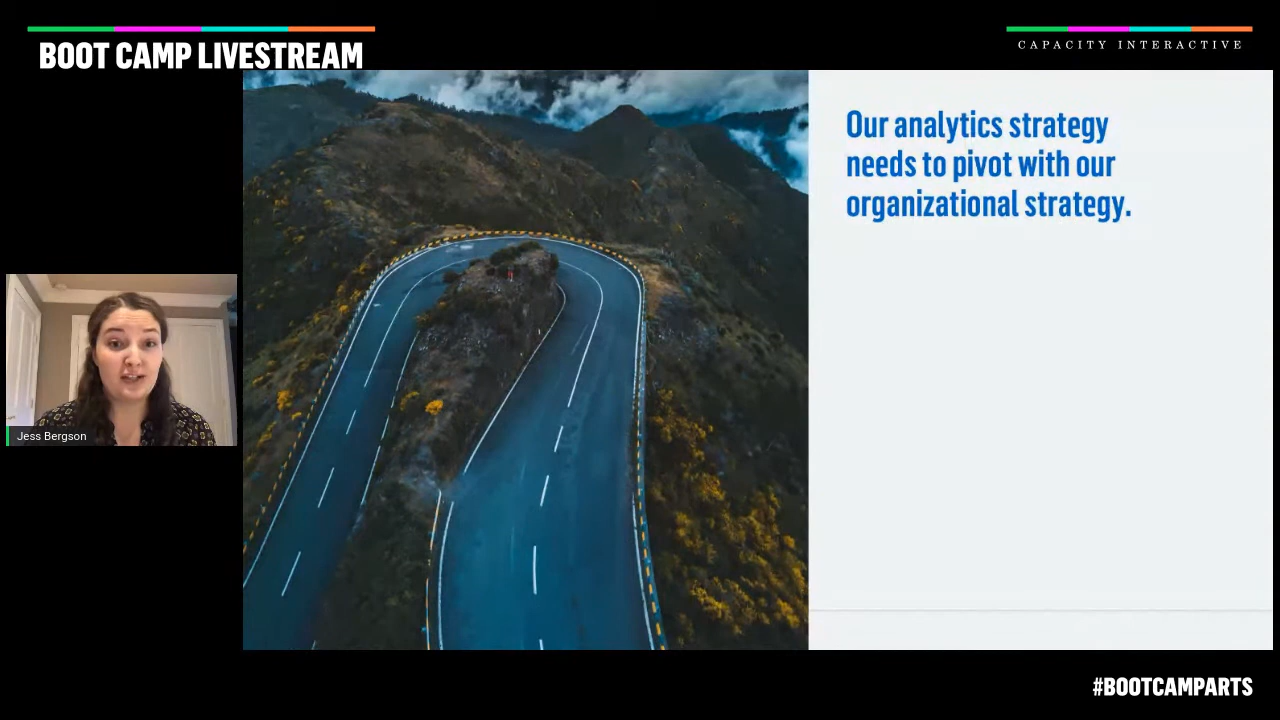 BOOT CAMP LIVESTREAM
CAPACITY INTERACTIVE
Our analytics strategy
needs to pivot with our
organizational strategy.
Jess Bergson
#BOOTCAMPARTS